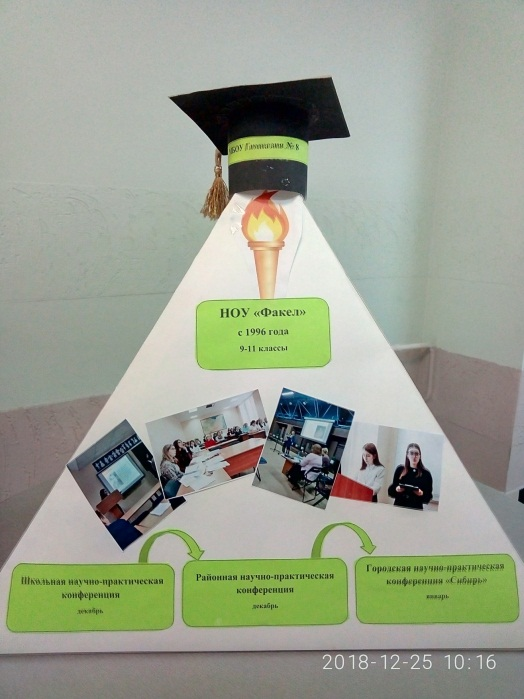 МБОУ Гимназия № 8
НОУ «Факел»
с 1996 года
9-11 классы
Школьная научно-практическая
конференция
декабрь
Районная научно-практическая
конференция
декабрь
Городская научно-практическая
конференция «Сибирь»
январь
2018-12-25 10:16